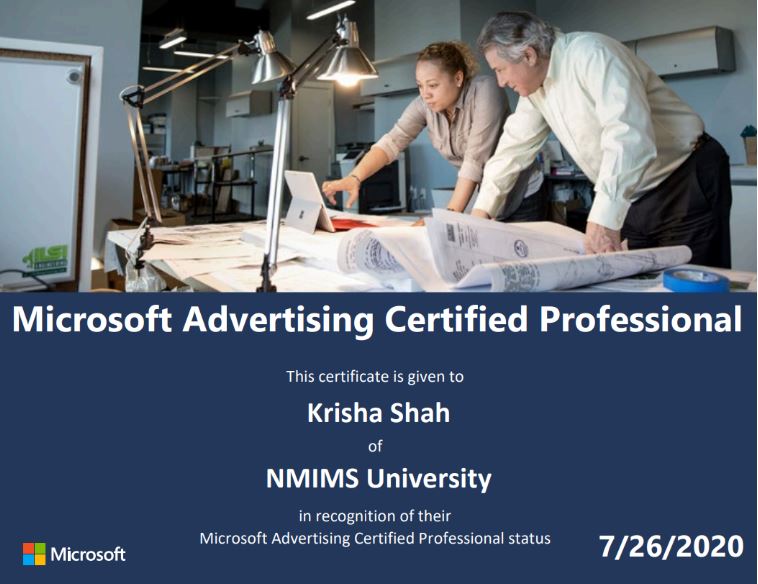 Microsoft Advertising Certified Professional
This certificate is given to
Krisha Shah
of
NMIMS University
in recognition of their
Microsoft Advertising Certified Professional status
Microsoft
7/26/2020